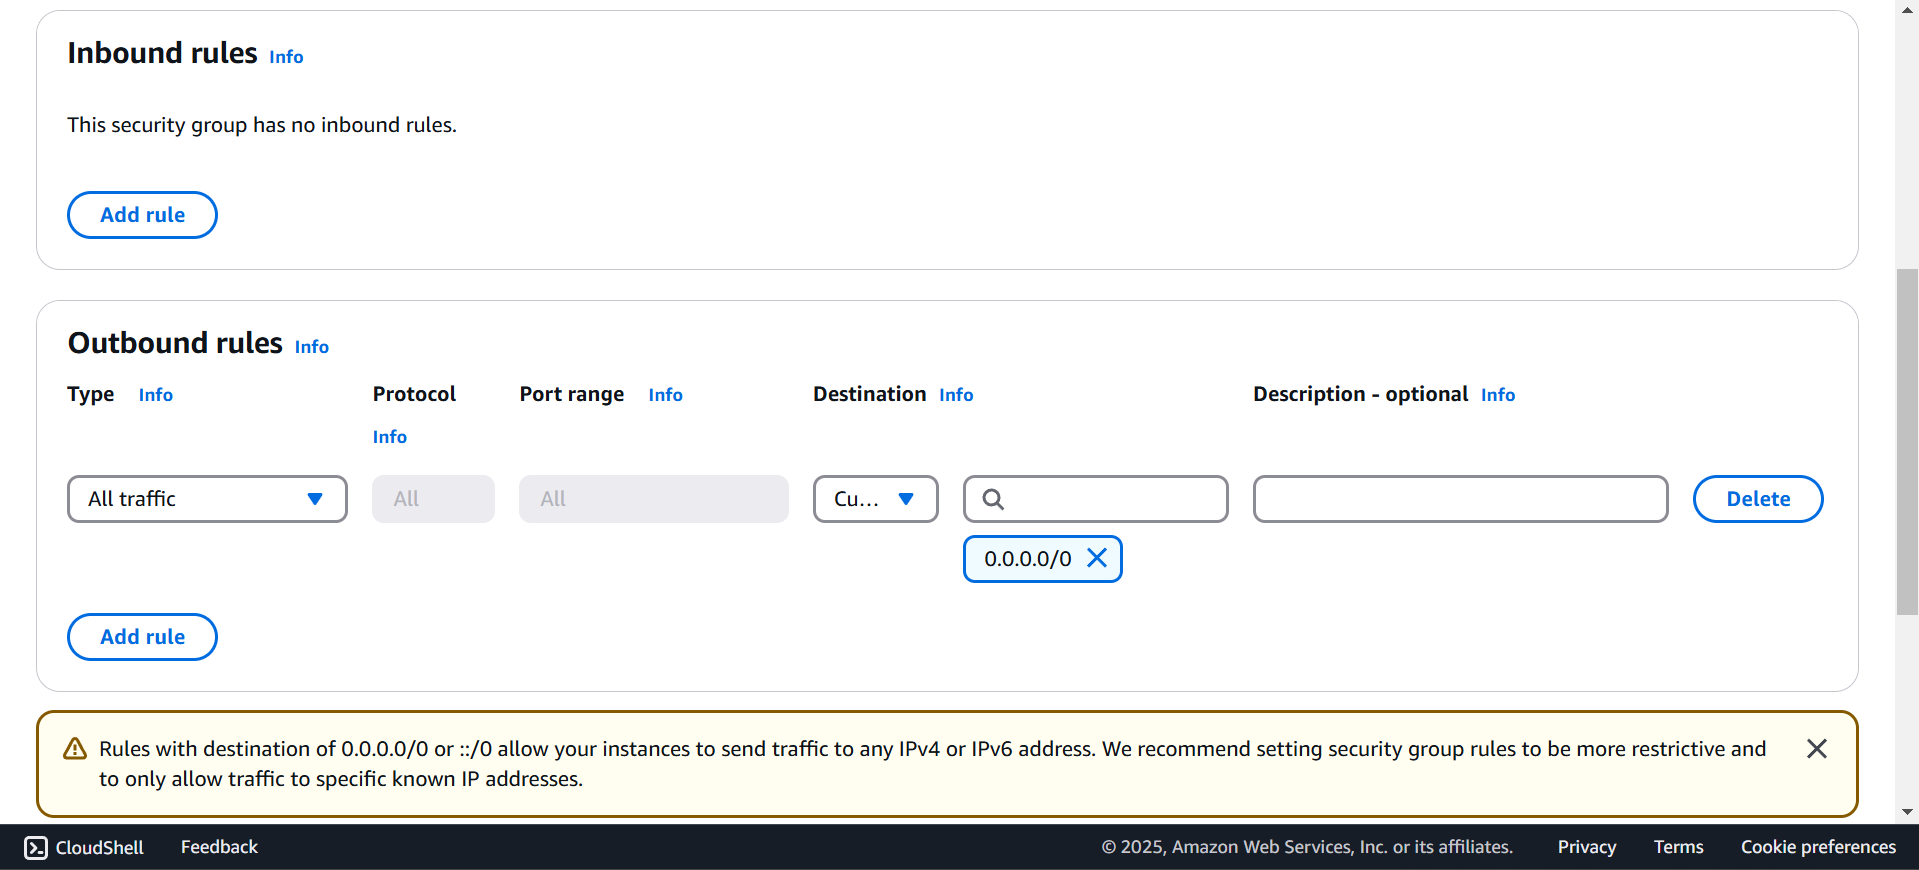 Inbound rules Info
This security group has no inbound rules.
Add rule
Outbound rules Info
Type Info Protocol Info Port range Info Destination Info Description - optional Info
All traffic All All Cu... Delete
0.0.0.0/0
Add rule
Rules with destination of 0.0.0.0/0 or ::/0 allow your instances to send traffic to any IPv4 or IPv6 address. We recommend setting security group rules to be more restrictive and
to only allow traffic to specific known IP addresses.
CloudShell Feedback © 2025, Amazon Web Services, Inc. or its affiliates. Privacy Terms Cookie preferences